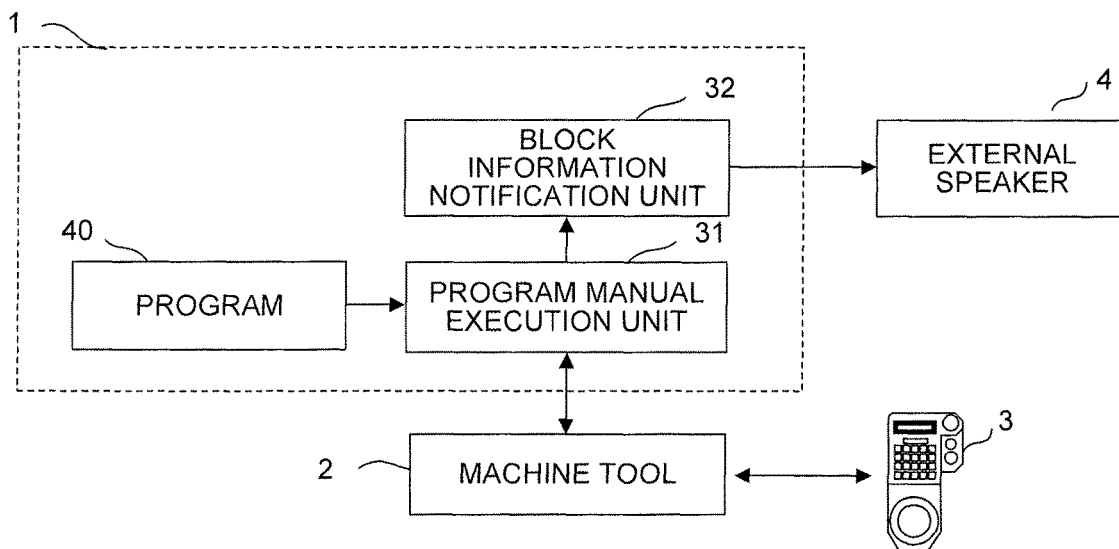 1
32
4
BLOCK
INFORMATION
NOTIFICATION UNIT
EXTERNAL
SPEAKER
40
31
PROGRAM
PROGRAM MANUAL
EXECUTION UNIT
3
2
MACHINE TOOL